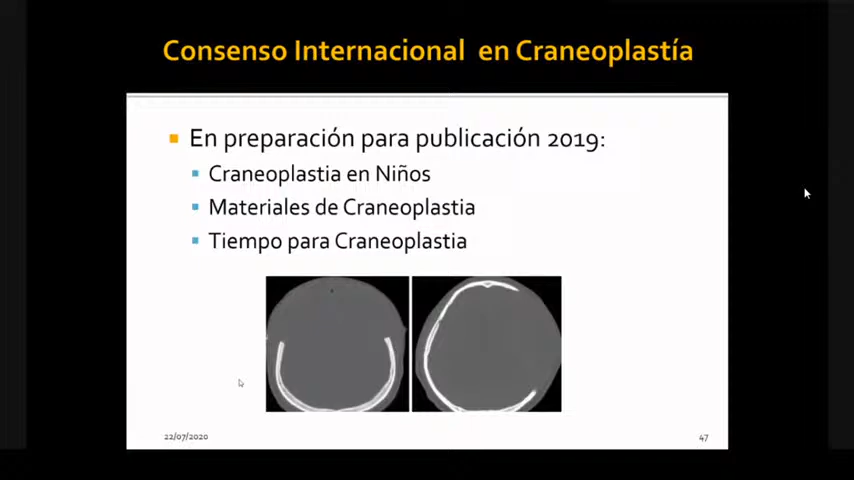 Consenso Internacional en Craneoplastía
En preparación para publicación 2019:
Craneoplastia en Niños
Materiales de Craneoplastia
Tiempo para Craneoplastia
22/07/2020
47